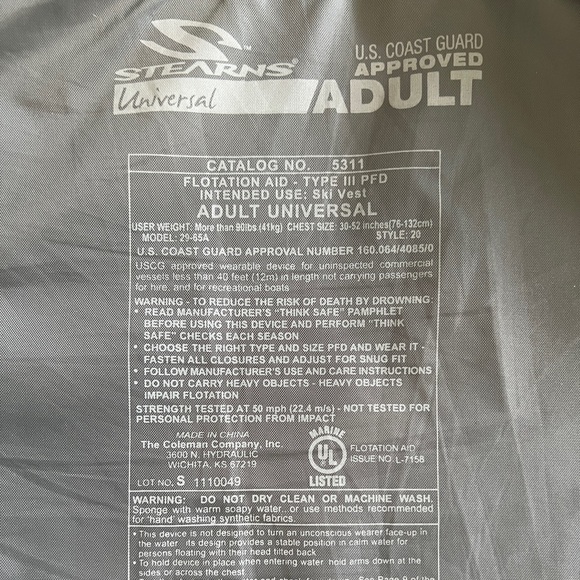 STEARNS™
Universal
U.S. COAST GUARD
APPROVED
ADULT
CATALOG NO. 5311
FLOTATION AID - TYPE III PFD
INTENDED USE: Ski Vest
ADULT UNIVERSAL
USER WEIGHT: More than 90lbs.(41kg) CHEST SIZE: 30-52 inches(76-132cm)
MODEL: 29-65A STYLE: 20
U.S. COAST GUARD APPROVAL NUMBER 160.064/4085/0
USCG approved wearable device for uninspected commercial
vessels less than 40 feet (12m) in length not carrying passengers
for hire, and for recreational boats
WARNING - TO REDUCE THE RISK OF DEATH BY DROWNING:
• READ MANUFACTURER'S "THINK SAFE" PAMPHLET
BEFORE USING THIS DEVICE AND PERFORM "THINK
SAFE" CHECKS EACH SEASON
• CHOOSE THE RIGHT TYPE AND SIZE PFD AND WEAR IT -
FASTEN ALL CLOSURES AND ADJUST FOR SNUG FIT
• FOLLOW MANUFACTURER'S USE AND CARE INSTRUCTIONS
• DO NOT CARRY HEAVY OBJECTS - HEAVY OBJECTS
IMPAIR FLOTATION
STRENGTH TESTED AT 50 mph (22.4 m/s) - NOT TESTED FOR
PERSONAL PROTECTION FROM IMPACT
MADE IN CHINA
The Coleman Company, Inc.
3600 N. HYDRAULIC
WICHITA, KS 67219
LOT NO. S 1110049
MARINE
UL
LISTED
FLOTATION AID
ISSUE NO. L-7158
WARNING: DO NOT DRY CLEAN OR MACHINE WASH.
Sponge with warm soapy water.. or use methods recommended
for 'hand' washing synthetic fabrics.
• This device is not designed to turn an unconscious wearer face-up in
the water its design provides a stable position in calm water for
persons floating with their head tilted back
• To hold device in place when entering water hold arms down at the
sides or across the chest.
See Page 9 of the